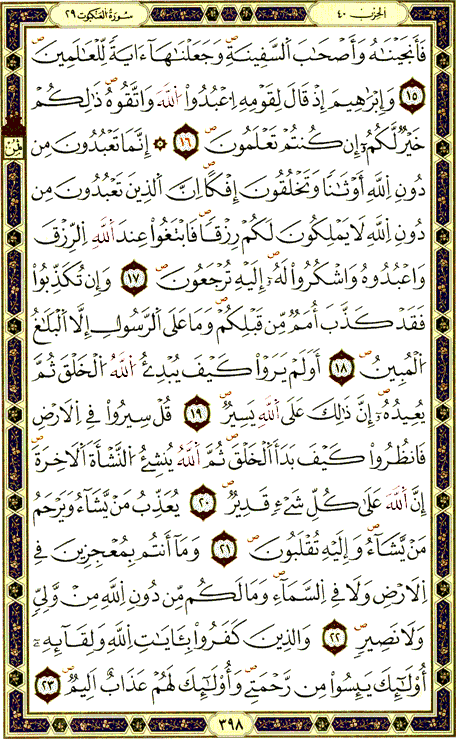 الحزب ٤٠
سورة العنكبوت ٢٩
فَأَنجَيْنَٰهُ وَأَصْحَٰبَ ٱلسَّفِينَةِ وَجَعَلْنَٰهَآ ءَايَةً لِّلْعَٰلَمِينَ
١٥ وَإِبْرَٰهِيمَ إِذْ قَالَ لِقَوْمِهِ ٱعْبُدُواْ ٱللَّهَ وَٱتَّقُوهُ ذَٰلِكُمْ
خَيْرٌ لَّكُمْۥٓ إِن كُنتُمْ تَعْلَمُونَ ١٦ ۞ إِنَّمَا تَعْبُدُونَ مِن
دُونِ ٱللَّهِ أَوْثَٰنًا وَتَخْلُقُونَ إِفْكًا إِنَّ ٱلَّذِينَ تَعْبُدُونَ مِن
دُونِ ٱللَّهِ لَا يَمْلِكُونَ لَكُمْ رِزْقًا فَٱبْتَغُواْ عِندَ ٱللَّهِ ٱلرِّزْقَ
وَٱعْبُدُوهُ وَٱشْكُرُواْ لَهُۥٓ إِلَيْهِ تُرْجَعُونَ ١٧ وَإِن تُكَذِّبُواْ
فَقَدْ كَذَّبَ أُمَمٌ مِّن قَبْلِكُمْ وَمَا عَلَى ٱلرَّسُولِ إِلَّا ٱلْبَلَٰغُ
ٱلْمُبِينُ ١٨ أَوَلَمْ يَرَوْاْ كَيْفَ يُبْدِئُ ٱللَّهُ ٱلْخَلْقَ ثُمَّ
يُعِيدُهُۥٓ إِنَّ ذَٰلِكَ عَلَى ٱللَّهِ يَسِيرٌ ١٩ قُلْ سِيرُواْ فِي ٱلَارْضِ
فَٱنظُرُواْ كَيْفَ بَدَأَ ٱلْخَلْقَ ثُمَّ ٱللَّهُ يُنشِئُ ٱلنَّشْأَةَ ٱلَاخِرَةَ
إِنَّ ٱللَّهَ عَلَىٰ كُلِّ شَيْءٍ قَدِيرٌ ٢٠ يُعَذِّبُ مَن يَّشَآءُ وَيَرْحَمُ
مَن يَّشَآءُ وَإِلَيْهِ تُقْلَبُونَ ٢١ وَمَآ أَنتُم بِمُعْجِزِينَ فِي
ٱلَارْضِ وَلَا فِي ٱلسَّمَآءِ وَمَا لَكُم مِّن دُونِ ٱللَّهِ مِنْ وَّلِيٍّ
وَلَا نَصِيرٍ ٢٢ وَٱلَّذِينَ كَفَرُواْ بِـَٔايَٰتِ ٱللَّهِ وَلِقَآئِهِۦٓ
أُوْلَٰٓئِكَ يَئِسُواْ مِن رَّحْمَتِي وَأُوْلَٰٓئِكَ لَهُمْ عَذَابٌ اَلِيمٌ ٢٣
٣٩٨